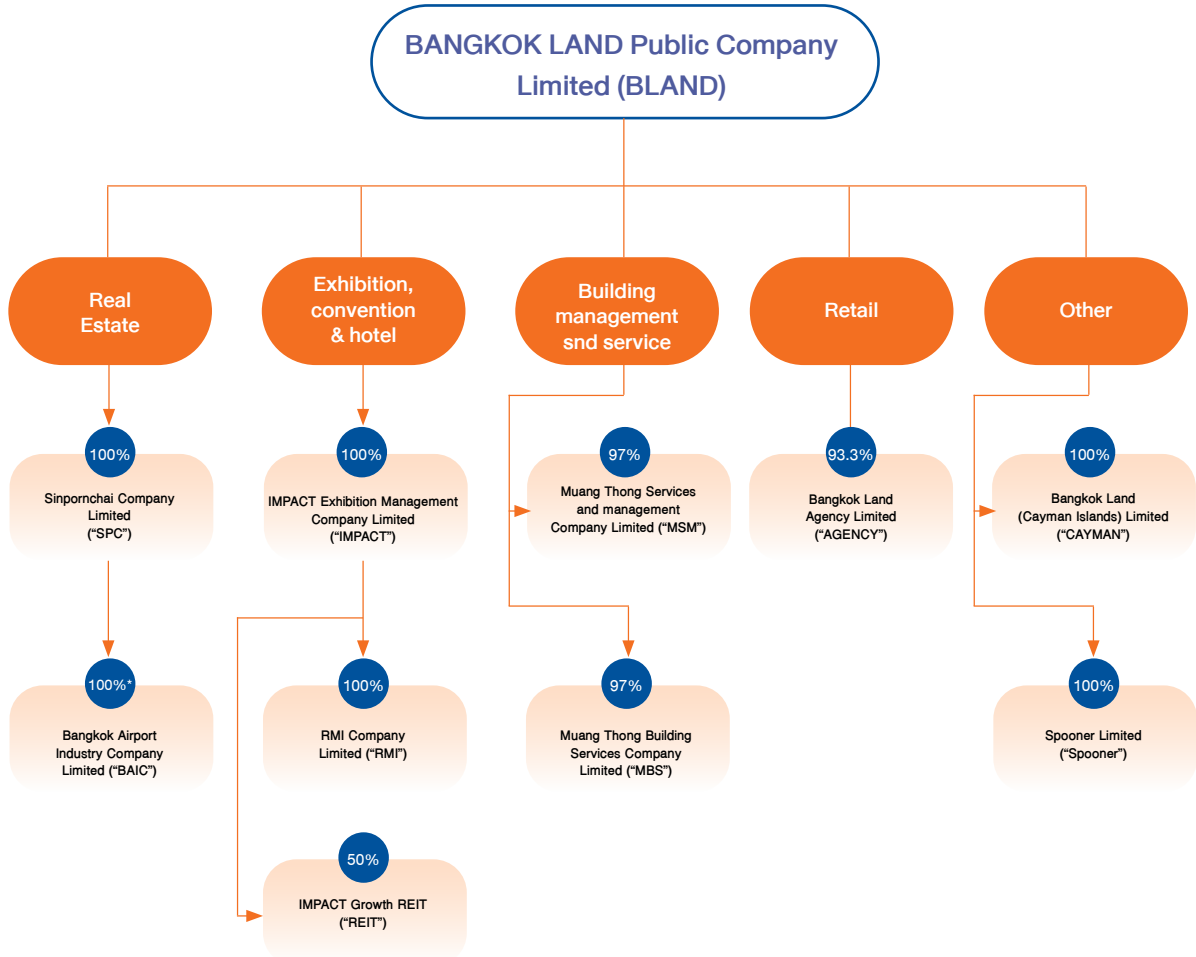 BANGKOK LAND Public Company
Limited (BLAND)
Real
Estate
Exhibition,
convention
& hotel
Building
management
snd service
Retail
Other
100%
Sinpornchai Company
Limited
(“SPC”)
100%
IMPACT Exhibition Management
Company Limited
(“IMPACT”)
97%
Muang Thong Services
and management
Company Limited (“MSM”)
93.3%
Bangkok Land
Agency Limited
(“AGENCY”)
100%
Bangkok Land
(Cayman Islands) Limited
(“CAYMAN”)
100%*
Bangkok Airport
Industry Company
Limited (“BAIC”)
100%
RMI Company
Limited (“RMI”)
97%
Muang Thong Building
Services Company
Limited (“MBS”)
100%
Spooner Limited
(“Spooner”)
50%
IMPACT Growth REIT
(“REIT”)